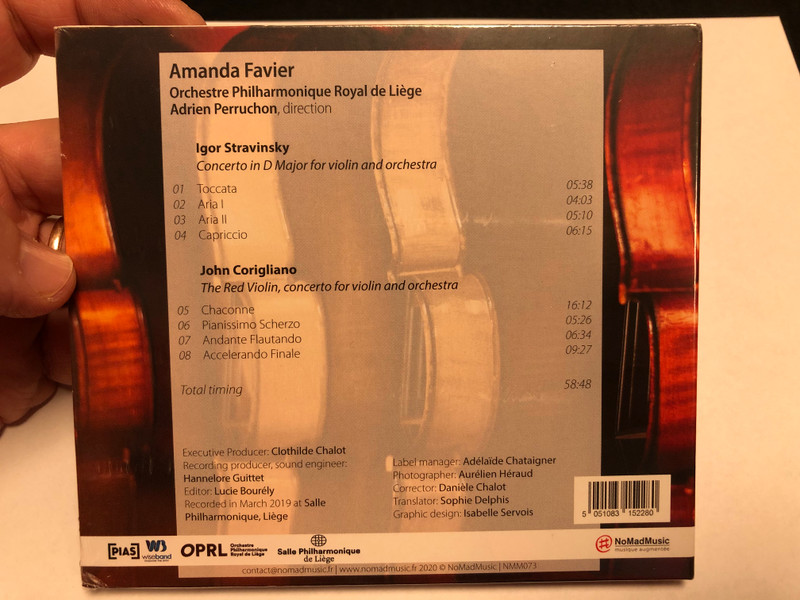 Amanda Favier
Orchestre Philharmonique Royal de Liège
Adrien Perruchon, direction
Igor Stravinsky
Concerto in D Major for violin and orchestra
01 Toccata 05:38
02 Aria I 04:03
03 Aria II 05:10
04 Capriccio 06:15
John Corigliano
The Red Violin, concerto for violin and orchestra
05 Chaconne 16:12
06 Pianissimo Scherzo 05:26
07 Andante Flautando 06:34
08 Accelerando Finale 09:27
Total timing 58:48
Executive Producer: Clothilde Chalot
Recording producer, sound engineer:
Hannelore Guittet
Editor: Lucie Bourély
Recorded in March 2019 at Salle
Philharmonique, Liège
Label manager: Adélaïde Chataigner
Photographer: Aurélien Héraud
Corrector: Danièle Chalot
Translator: Sophie Delphis
Graphic design: Isabelle Servois
5 051083 152280
[PIAS]
wiseband
OPRL Orchestre
Philharmonique
Royal de Liège
Salle Philharmonique
de Liège
NoMadMusic
musique augmentée
contact@nomadmusic.fr | www.nomadmusic.fr 2020 © NoMadMusic | NMM073